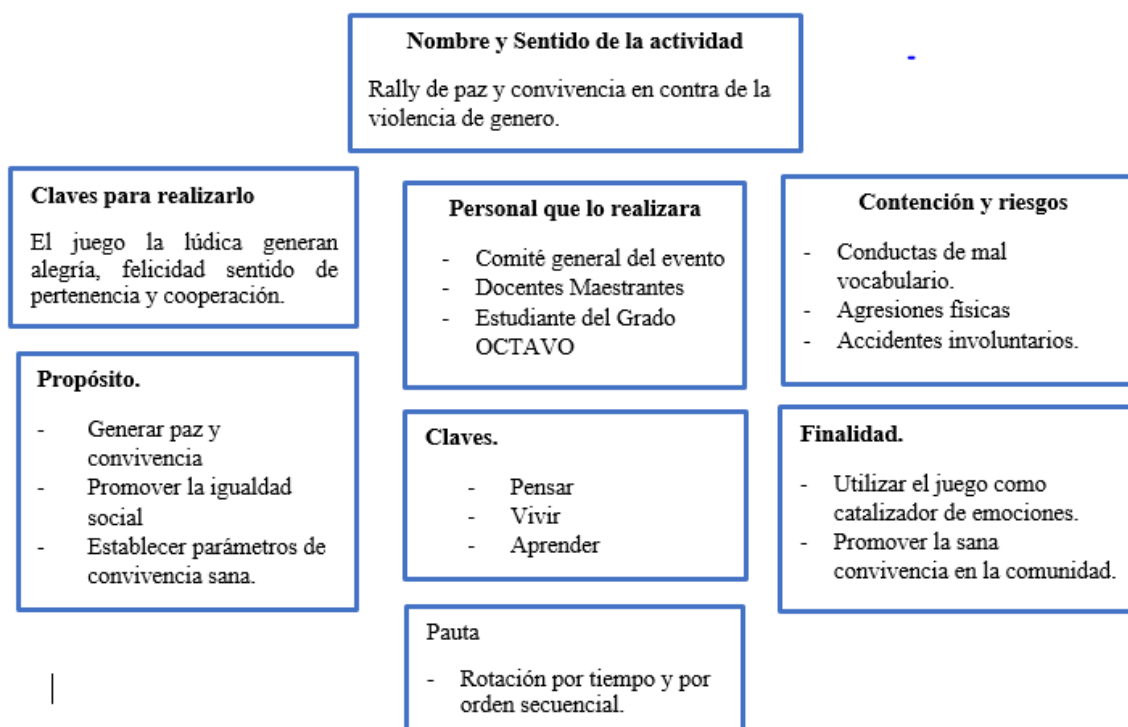 Nombre y Sentido de la actividad
Rally de paz y convivencia en contra de la
violencia de genero.
Claves para realizarlo
El juego la lúdica generan
alegría, felicidad sentido de
pertenencia y cooperación.
Personal que lo realizara
- Comité general del evento
- Docentes Maestrantes
- Estudiante del Grado
OCTAVO
Contención y riesgos
- Conductas de mal
vocabulario.
- Agresiones físicas
- Accidentes involuntarios.
Propósito.
- Generar paz y
convivencia
- Promover la igualdad
social
- Establecer parámetros de
convivencia sana.
Claves.
- Pensar
- Vivir
- Aprender
Finalidad.
- Utilizar el juego como
catalizador de emociones.
- Promover la sana
convivencia en la comunidad.
Pauta
- Rotación por tiempo y por
orden secuencial.